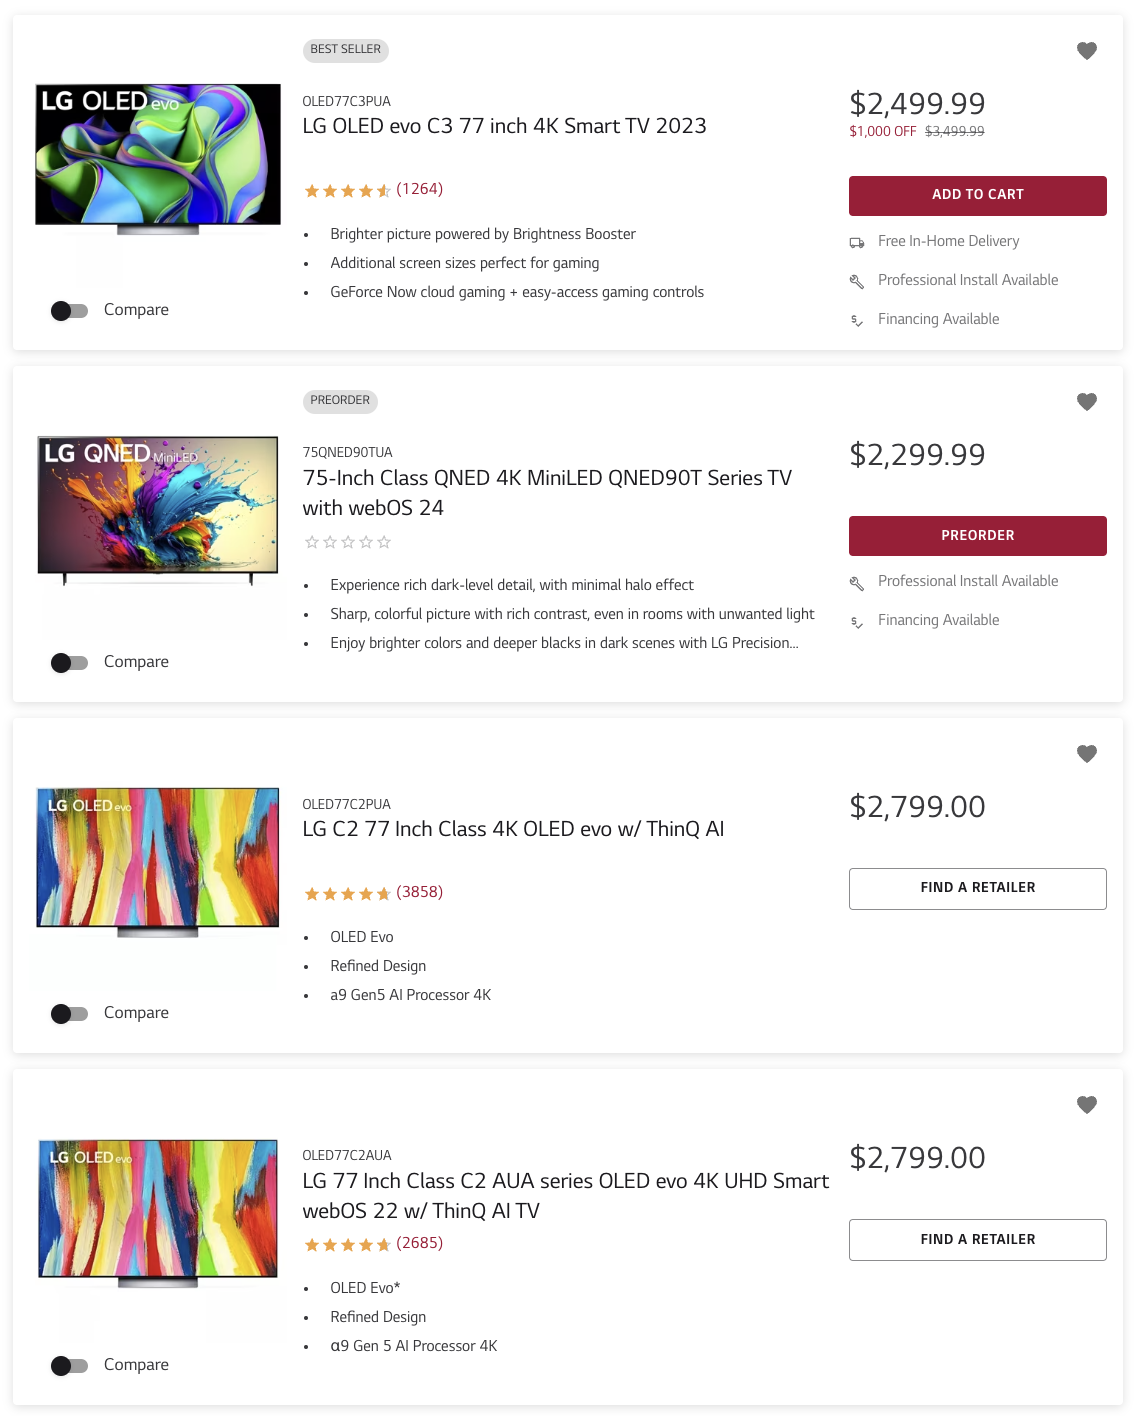 BEST SELLER
LG OLED evo
OLED77C3PUA
LG OLED evo C3 77 inch 4K Smart TV 2023
(1264)
Brighter picture powered by Brightness Booster
Additional screen sizes perfect for gaming
GeForce Now cloud gaming + easy-access gaming controls
Compare
$2,499.99
$1,000 OFF $3,499.99
ADD TO CART
Free In-Home Delivery
Professional Install Available
Financing Available
PREORDER
LG QNED MiniLED
75QNED90TUA
75-Inch Class QNED 4K MiniLED QNED90T Series TV
with webOS 24
Experience rich dark-level detail, with minimal halo effect
Sharp, colorful picture with rich contrast, even in rooms with unwanted light
Enjoy brighter colors and deeper blacks in dark scenes with LG Precision...
Compare
$2,299.99
PREORDER
Professional Install Available
Financing Available
LG OLED evo
OLED77C2PUA
LG C2 77 Inch Class 4K OLED evo w/ ThinQ AI
(3858)
OLED Evo
Refined Design
a9 Gen5 AI Processor 4K
Compare
$2,799.00
FIND A RETAILER
LG OLED evo
OLED77C2AUA
LG 77 Inch Class C2 AUA series OLED evo 4K UHD Smart
webOS 22 w/ ThinQ AI TV
(2685)
OLED Evo*
Refined Design
α9 Gen 5 AI Processor 4K
Compare
$2,799.00
FIND A RETAILER